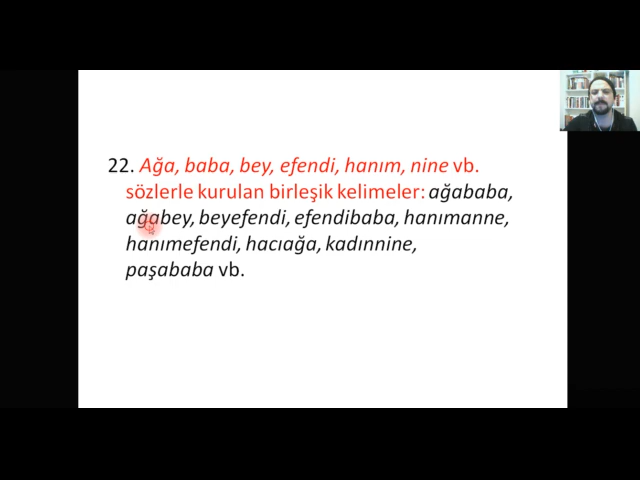 22. Ağa, baba, bey, efendi, hanım, nine vb.
sözlerle kurulan birleşik kelimeler: ağababa,
ağabey, beyefendi, efendibaba, hanımanne,
hanımefendi, hacıağa, kadınnine,
paşababa vb.